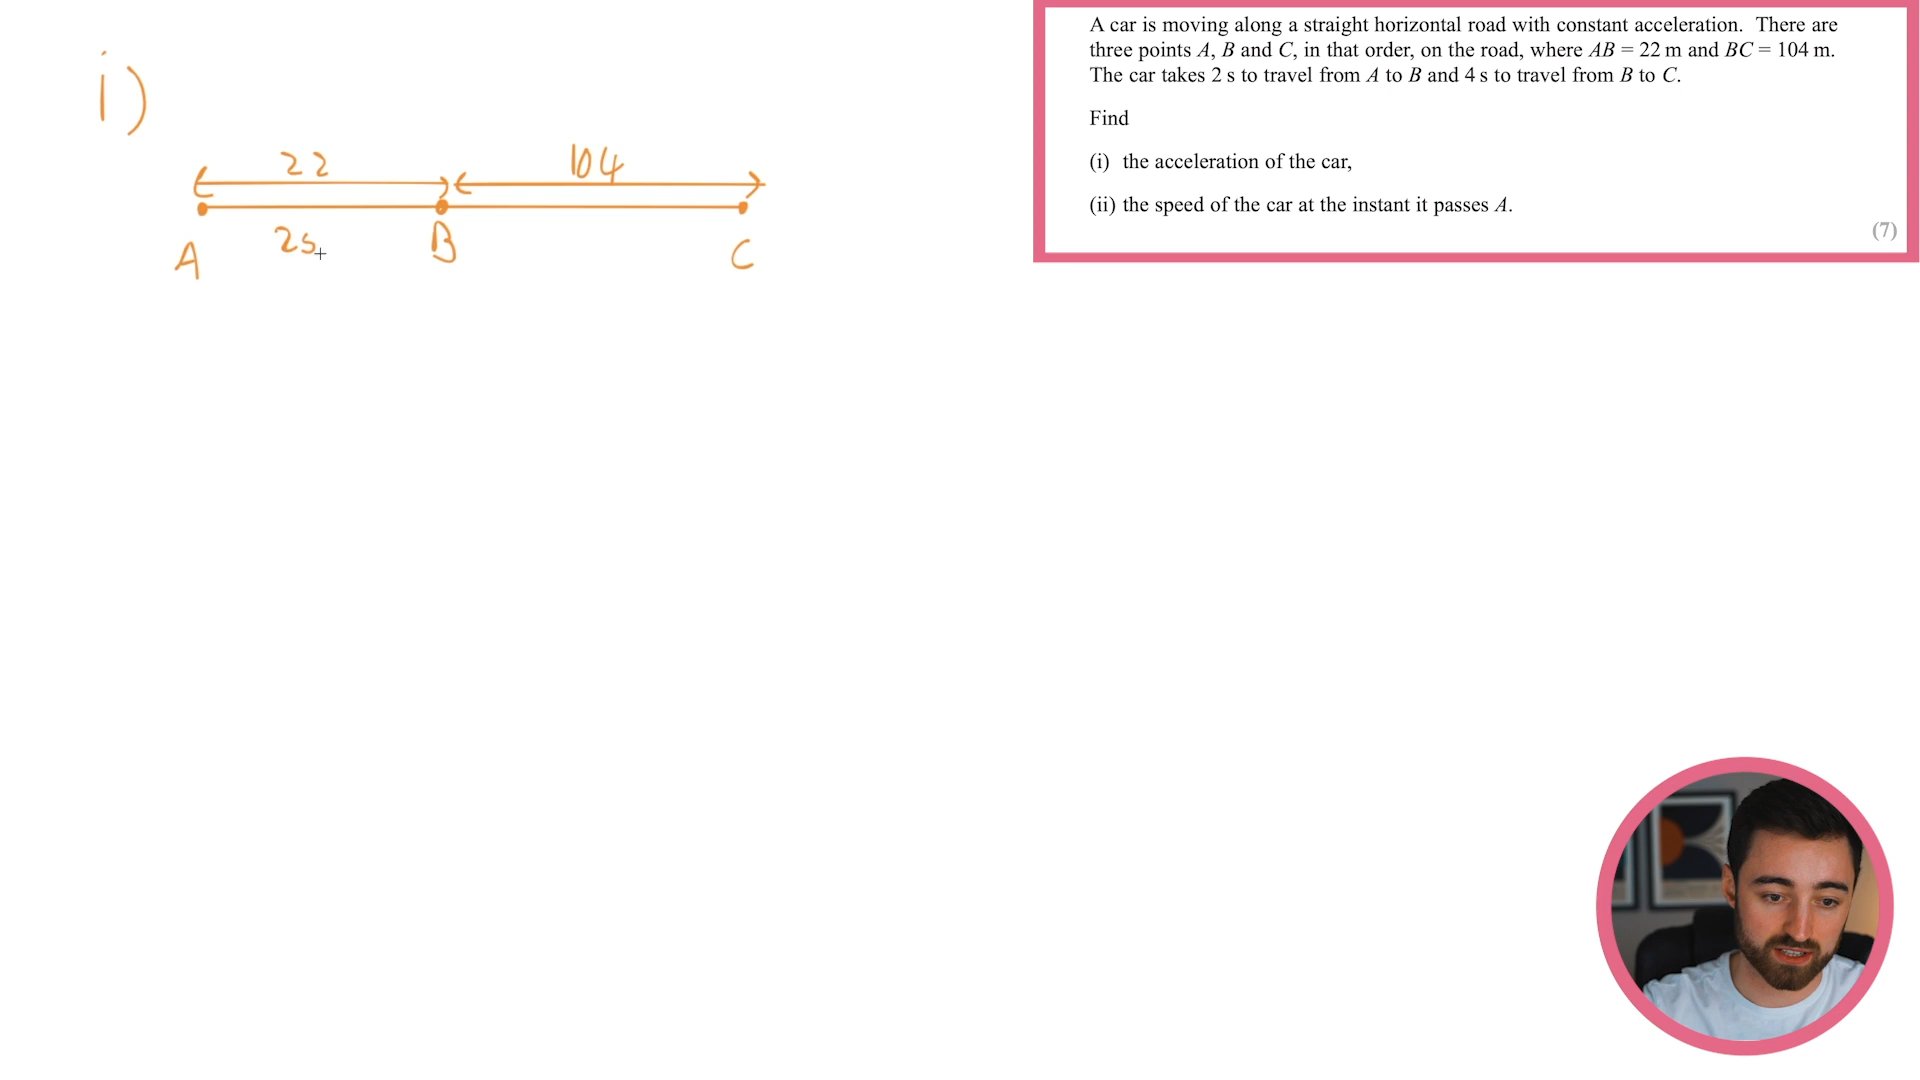 i)
22 104
A 2s B C
A car is moving along a straight horizontal road with constant acceleration. There are
three points A, B and C, in that order, on the road, where AB = 22 m and BC = 104 m.
The car takes 2 s to travel from A to B and 4 s to travel from B to C.
Find
(i) the acceleration of the car,
(ii) the speed of the car at the instant it passes A.
(7)